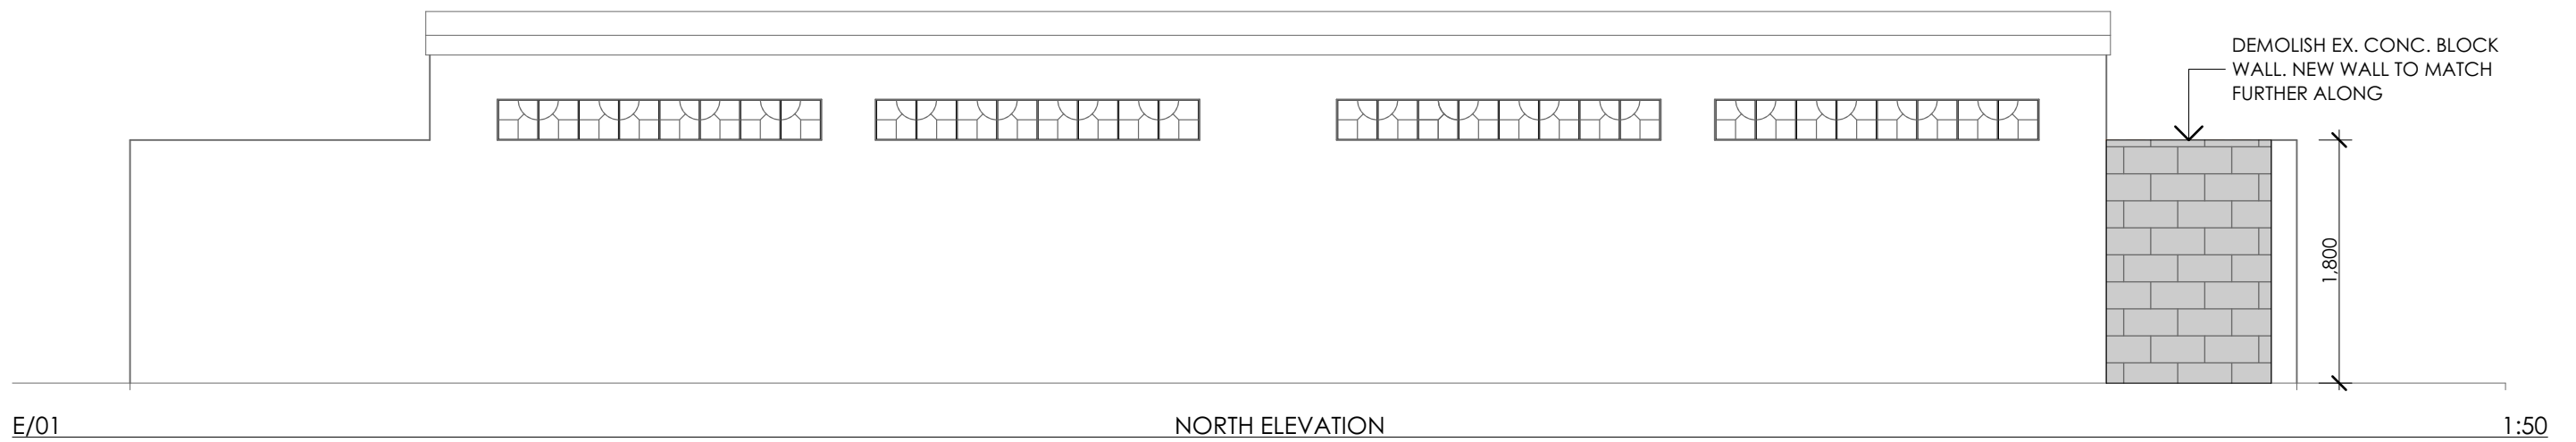 DEMOLISH EX. CONC. BLOCK
WALL. NEW WALL TO MATCH
FURTHER ALONG
1,800
E/01
NORTH ELEVATION
1:50